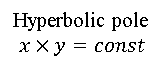 Hyperbolic pole
x × y = const